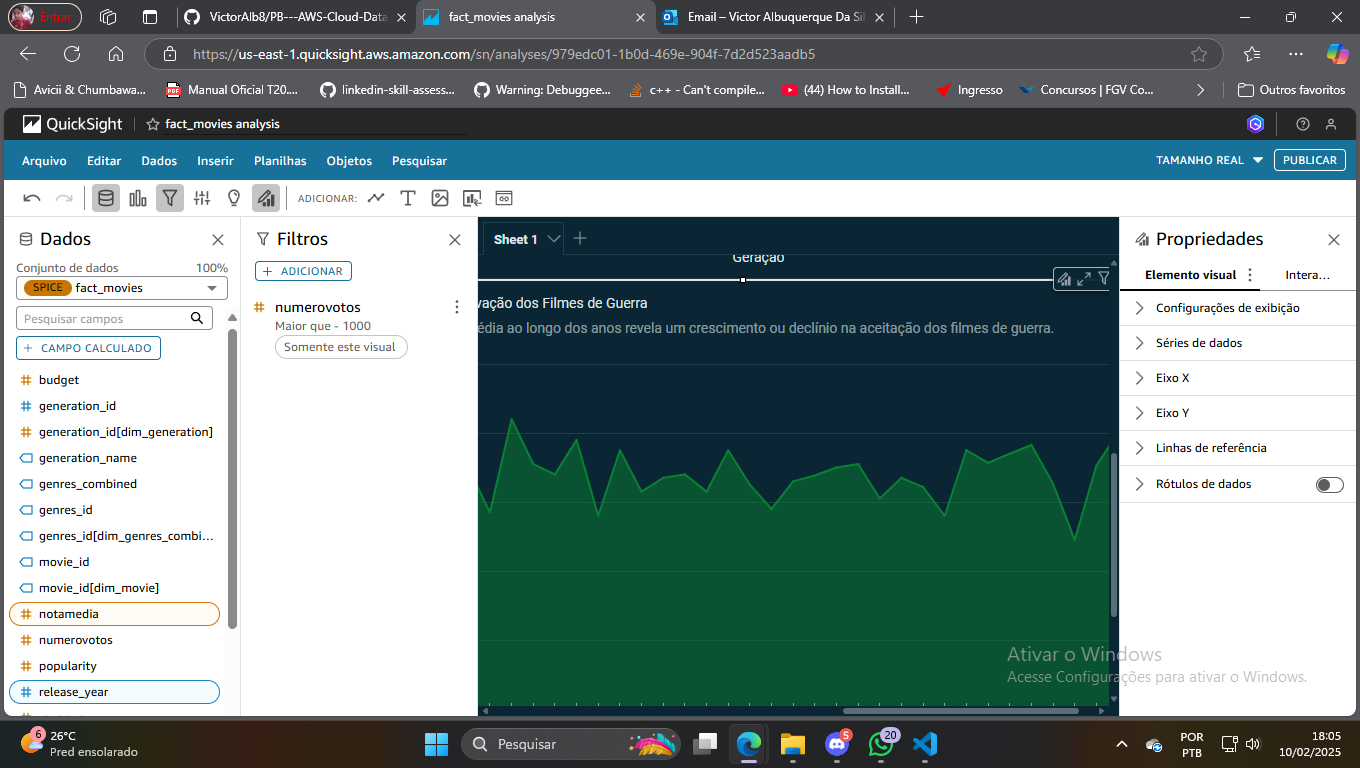 Entrar
VictorAlb8/PB---AWS-Cloud-Data
fact_movies analysis
Email – Victor Albuquerque Da Sil
https://us-east-1.quicksight.aws.amazon.com/sn/analyses/979edc01-1b0d-469e-904f-7d2d523aadb5
Avicii & Chumbawa...
PDF
Manual Oficial T20....
linkedin-skill-assess...
Warning: Debuggee...
c++ - Can't compile...
(44) How to Install...
Ingresso
Concursos | FGV Co...
Outros favoritos
QuickSight
fact_movies analysis
Arquivo
Editar
Dados
Inserir
Planilhas
Objetos
Pesquisar
TAMANHO REAL
PUBLICAR
ADICIONAR:
Dados
Conjunto de dados
100%
SPICE
fact_movies
Pesquisar campos
+ CAMPO CALCULADO
budget
generation_id
generation_id[dim_generation]
generation_name
genres_combined
genres_id
genres_id[dim_genres_combi...
movie_id
movie_id[dim_movie]
notamedia
numerovotos
popularity
release_year
Filtros
+ ADICIONAR
numerovotos
Maior que - 1000
Somente este visual
Sheet 1
Geração
vação dos Filmes de Guerra
édia ao longo dos anos revela um crescimento ou declínio na aceitação dos filmes de guerra.
Propriedades
Elemento visual
Intera...
Configurações de exibição
Séries de dados
Eixo X
Eixo Y
Linhas de referência
Rótulos de dados
Ativar o Windows
Acesse Configurações para ativar o Windows.
6
26°C
Pred ensolarado
Pesquisar
5
20
POR
PTB
18:05
10/02/2025